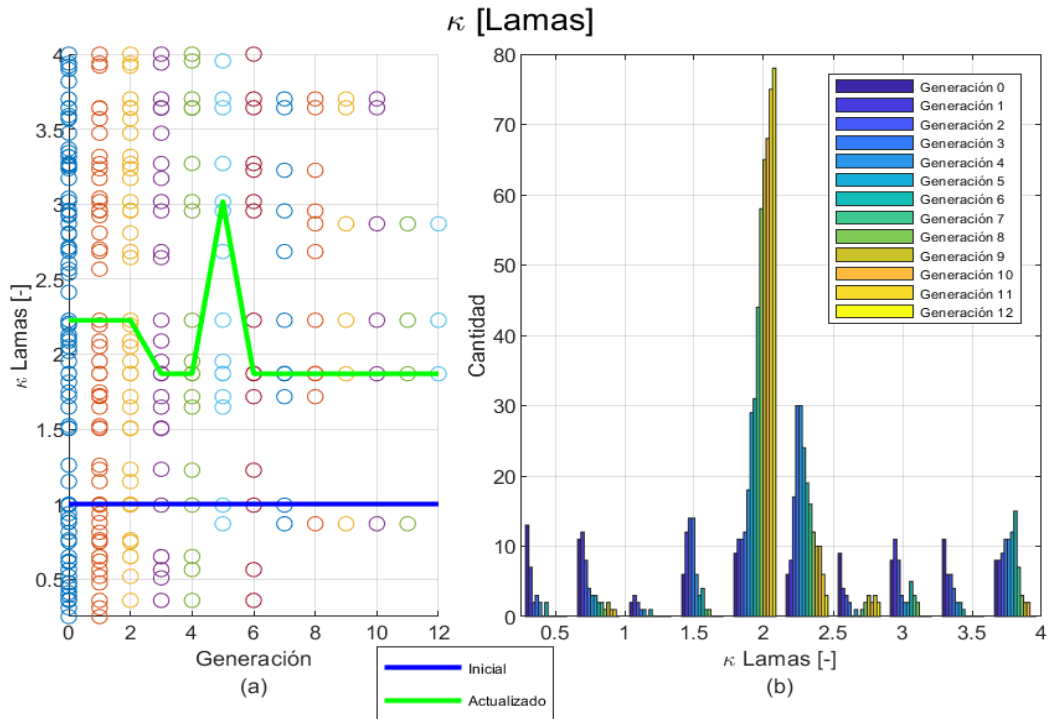 κ [Lamas]
4
3.5
3
2.5
2
1.5
1
0.5
κ Lamas [-]
0 2 4 6 8 10 12
Generación
(a)
80
70
60
50
40
30
20
10
0
Cantidad
0.5 1 1.5 2 2.5 3 3.5 4
κ Lamas [-]
(b)
Generación 0
Generación 1
Generación 2
Generación 3
Generación 4
Generación 5
Generación 6
Generación 7
Generación 8
Generación 9
Generación 10
Generación 11
Generación 12
Inicial
Actualizado